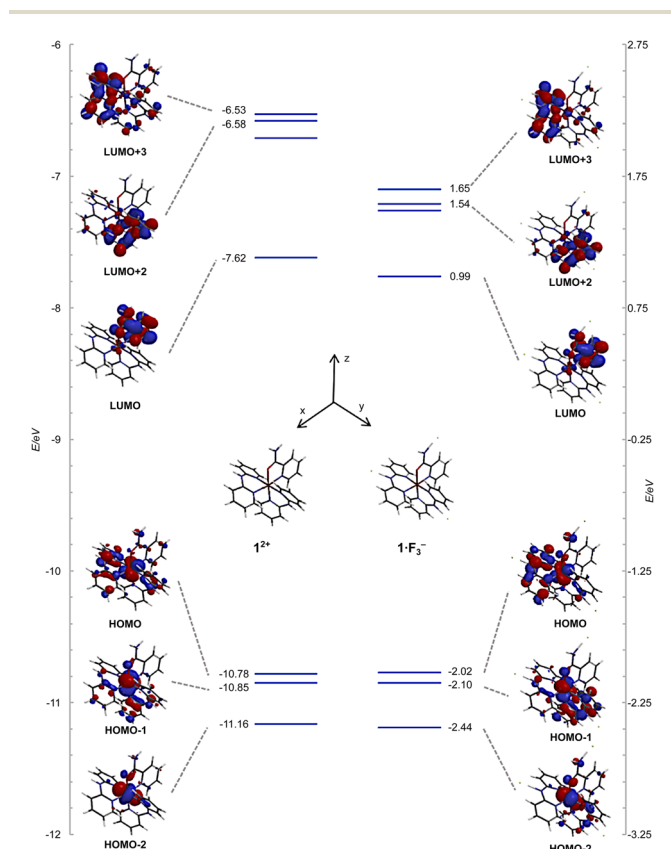 -6
2.75
-6.53
-6.58
LUMO+3
LUMO+3
-7
1.75
1.65
1.54
LUMO+2
LUMO+2
-7.62
0.99
-8
0.75
LUMO
LUMO
z
x
y
E/eV
E/eV
-9
-0.25
1²⁺
1·F₃⁻
-10
-1.25
HOMO
HOMO
-10.78
-2.02
-10.85
-2.10
-11
-2.25
HOMO-1
HOMO-1
-11.16
-2.44
-12
-3.25
HOMO-2
HOMO-2